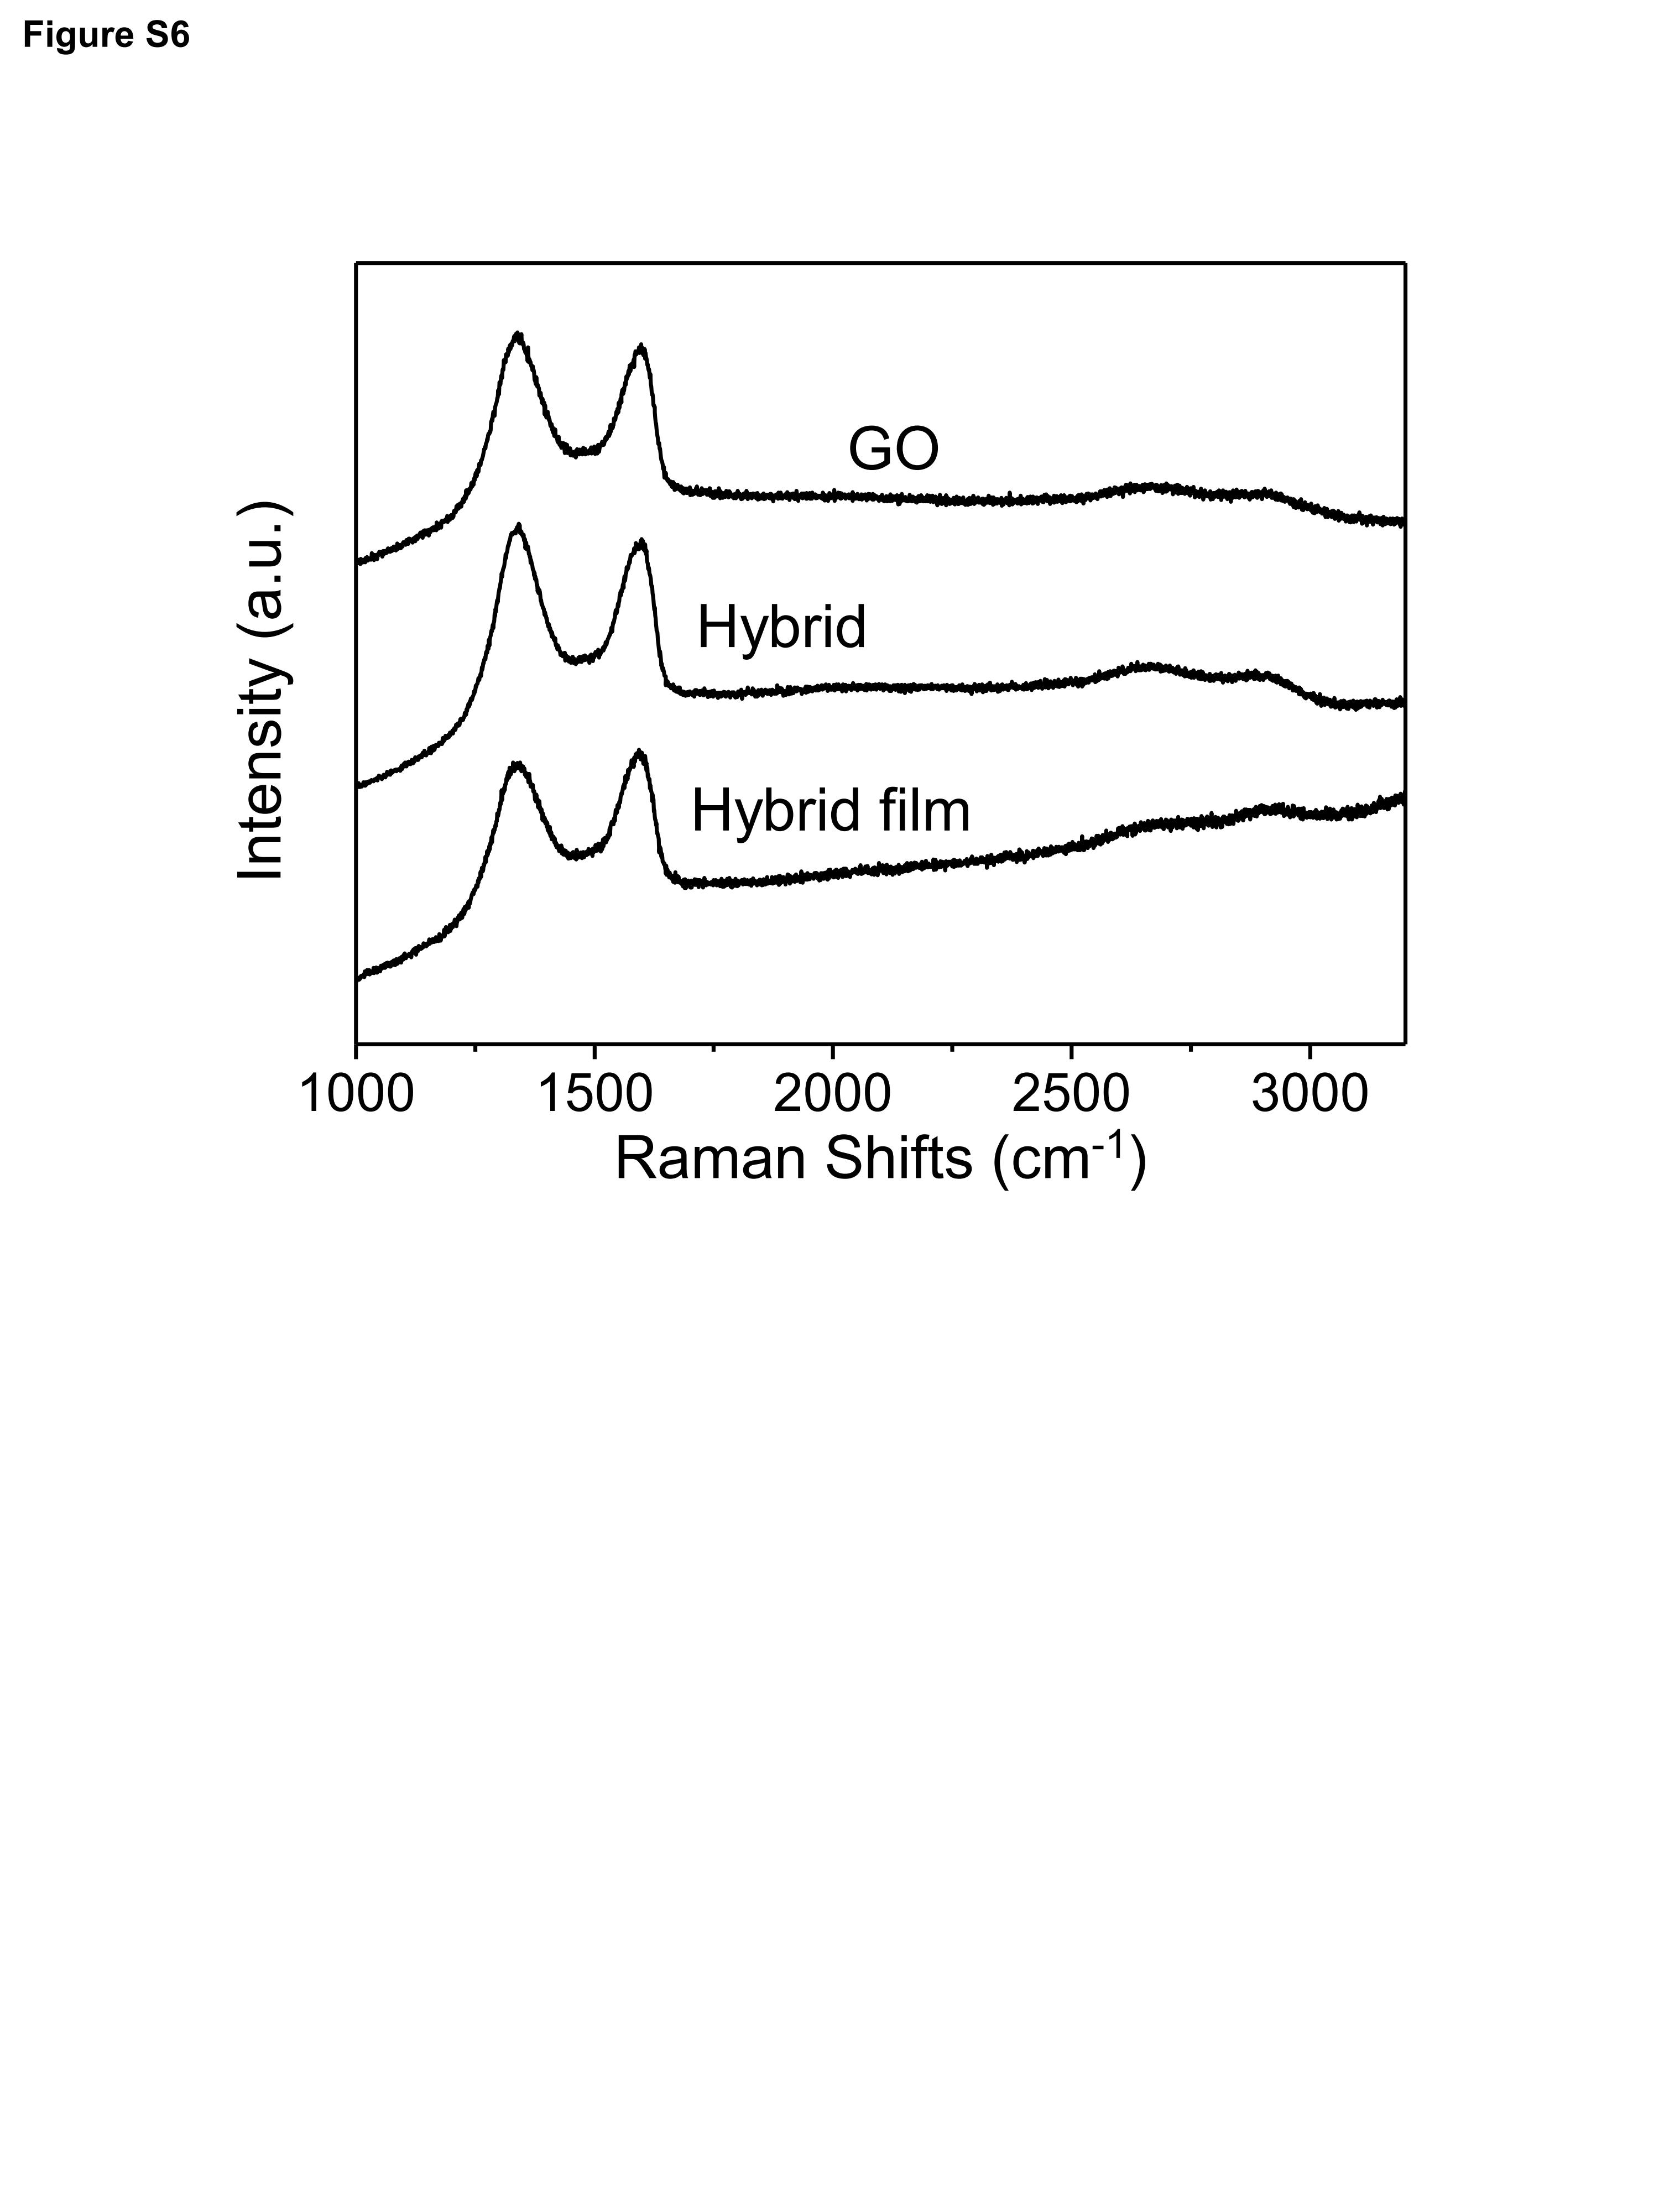 Figure S6
GO
Hybrid
Hybrid film
Intensity (a.u.)
1000 1500 2000 2500 3000
Raman Shifts (cm⁻¹)